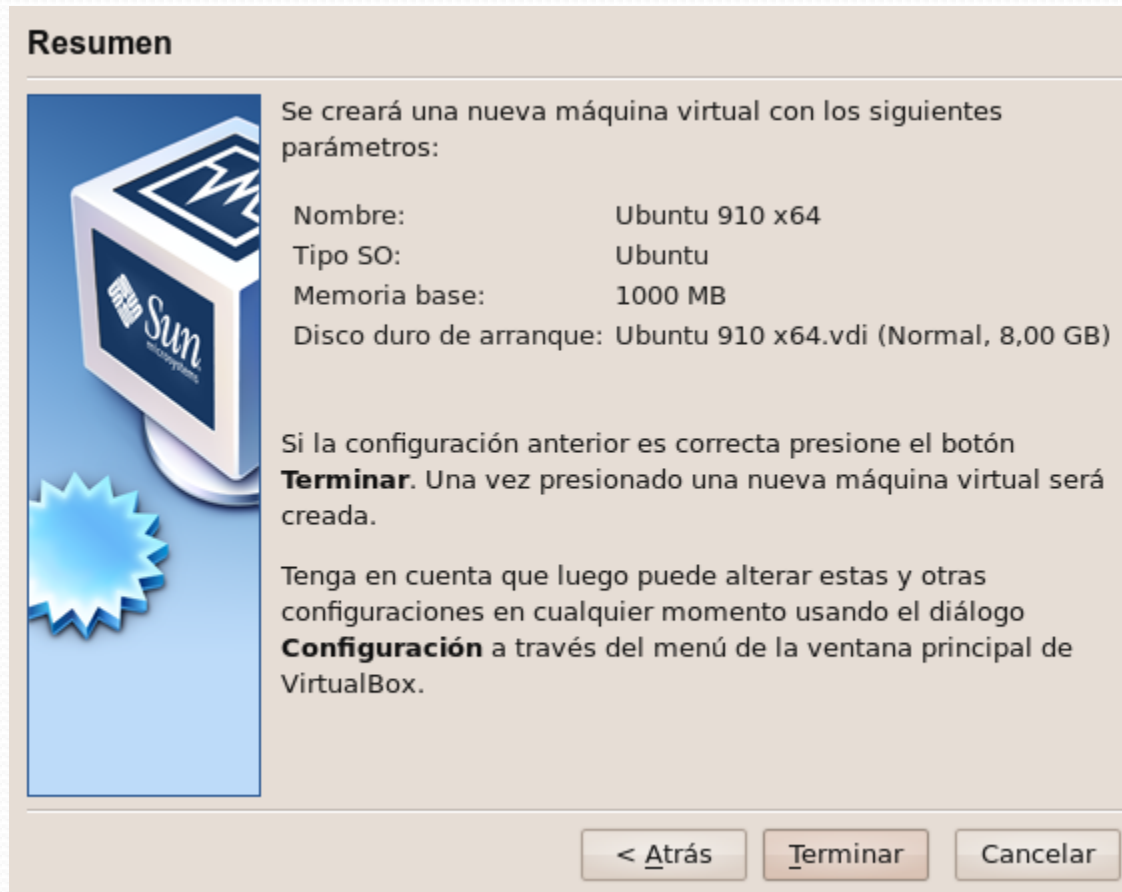 Resumen
Se creará una nueva máquina virtual con los siguientes
parámetros:
Nombre: Ubuntu 910 x64
Tipo SO: Ubuntu
Memoria base: 1000 MB
Disco duro de arranque: Ubuntu 910 x64.vdi (Normal, 8,00 GB)
Si la configuración anterior es correcta presione el botón
Terminar. Una vez presionado una nueva máquina virtual será
creada.
Tenga en cuenta que luego puede alterar estas y otras
configuraciones en cualquier momento usando el diálogo
Configuración a través del menú de la ventana principal de
VirtualBox.
Sun
microsystems
< Atrás
Terminar
Cancelar